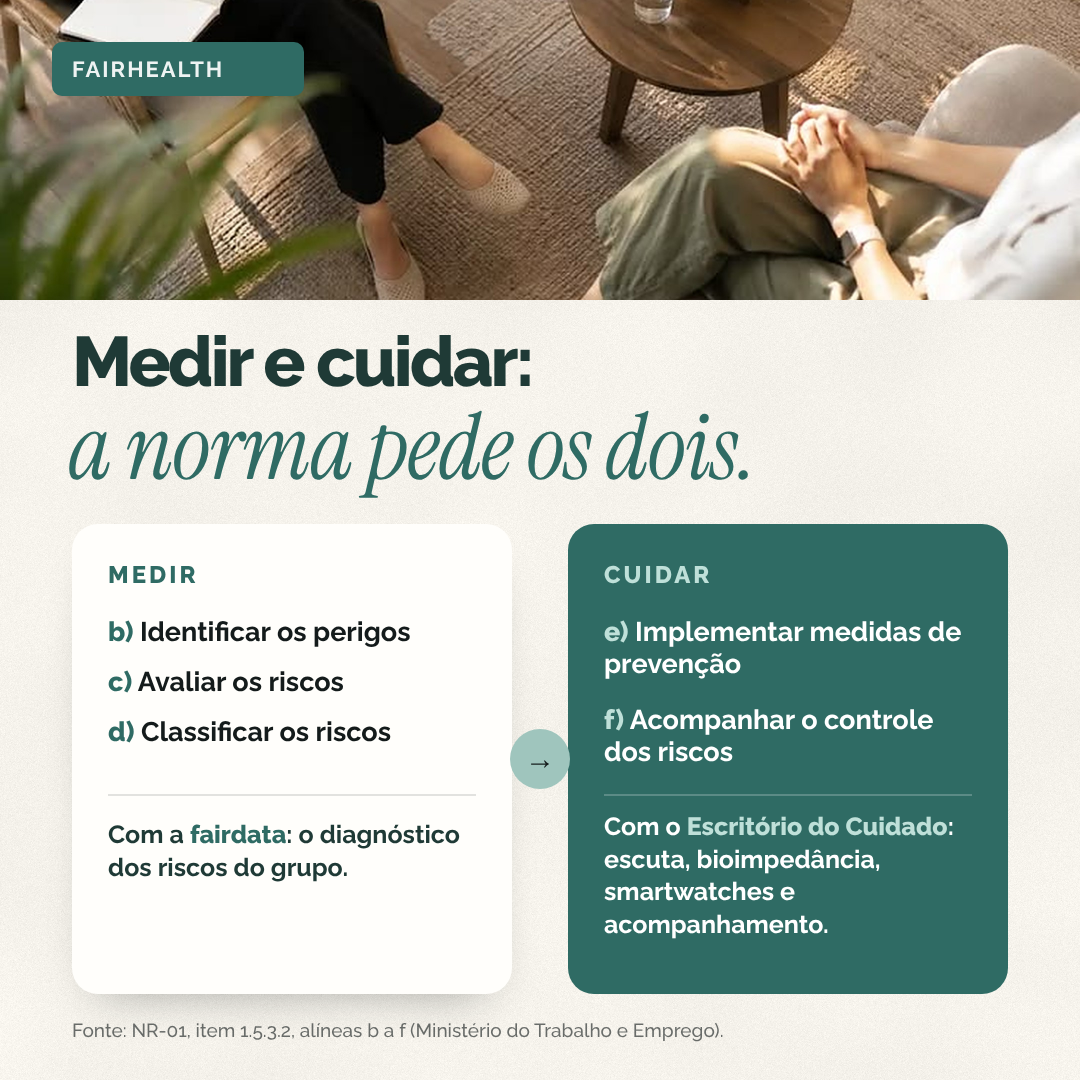 FAIRHEALTH
Medir e cuidar:
a norma pede os dois.
MEDIR
b) Identificar os perigos
c) Avaliar os riscos
d) Classificar os riscos
Com a fairdata: o diagnóstico
dos riscos do grupo.
→
CUIDAR
e) Implementar medidas de
prevenção
f) Acompanhar o controle
dos riscos
Com o Escritório do Cuidado:
escuta, bioimpedância,
smartwatches e
acompanhamento.
Fonte: NR-01, item 1.5.3.2, alíneas b a f (Ministério do Trabalho e Emprego).